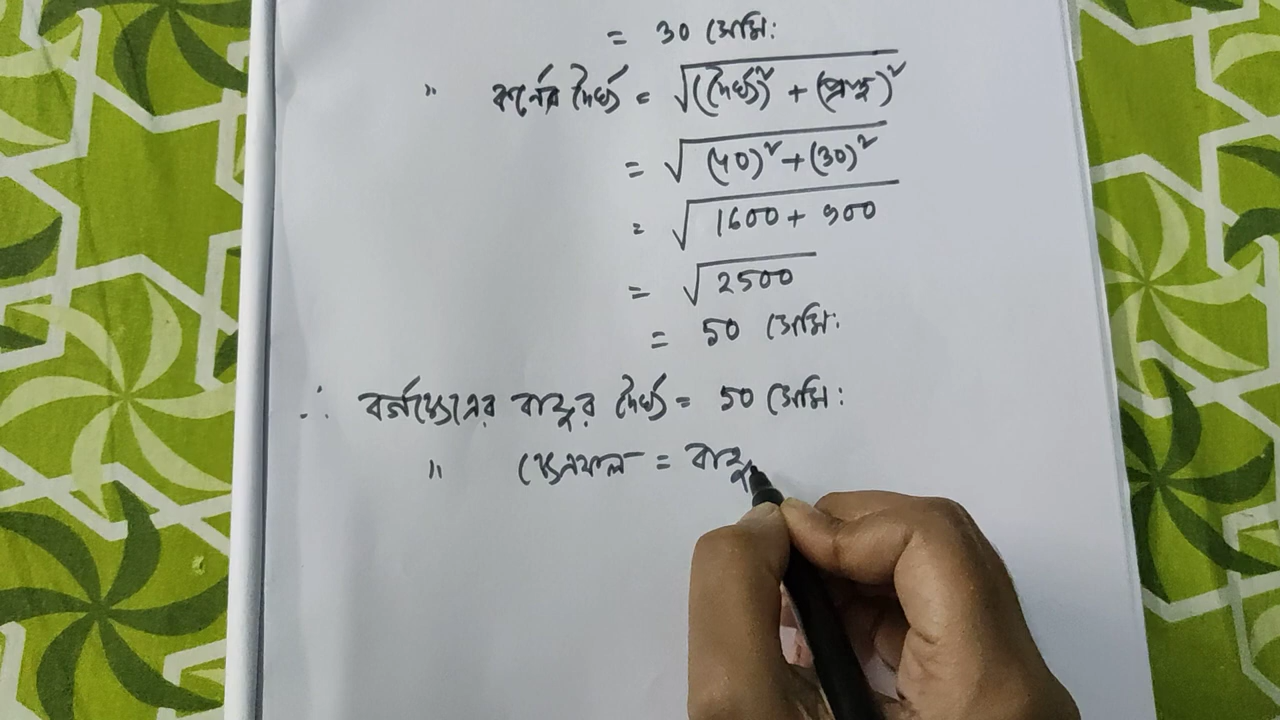 = 30 সেমি:
" কর্নের দৈর্ঘ্য = √(দৈর্ঘ্য)² + (প্রস্থ)²
= √(40)² + (30)²
= √1600 + 900
= √2500
= 50 সেমি:
∴ বর্গক্ষেত্রের বাহুর দৈর্ঘ্য = 50 সেমি:
" ক্ষেত্রফল = বাহু